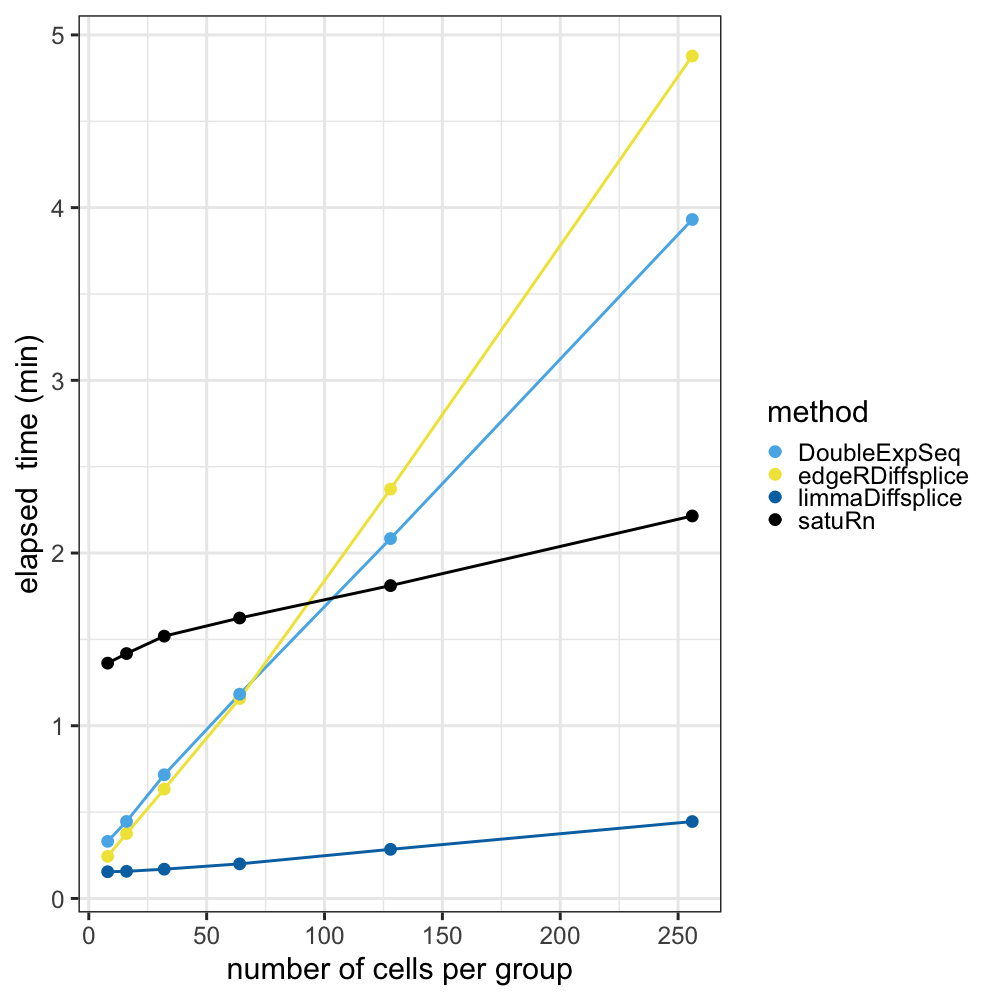 5
4
3
2
1
0
elapsed time (min)
0 50 100 150 200 250
number of cells per group
method
DoubleExpSeq
edgeRDiffsplice
limmaDiffsplice
satuRn